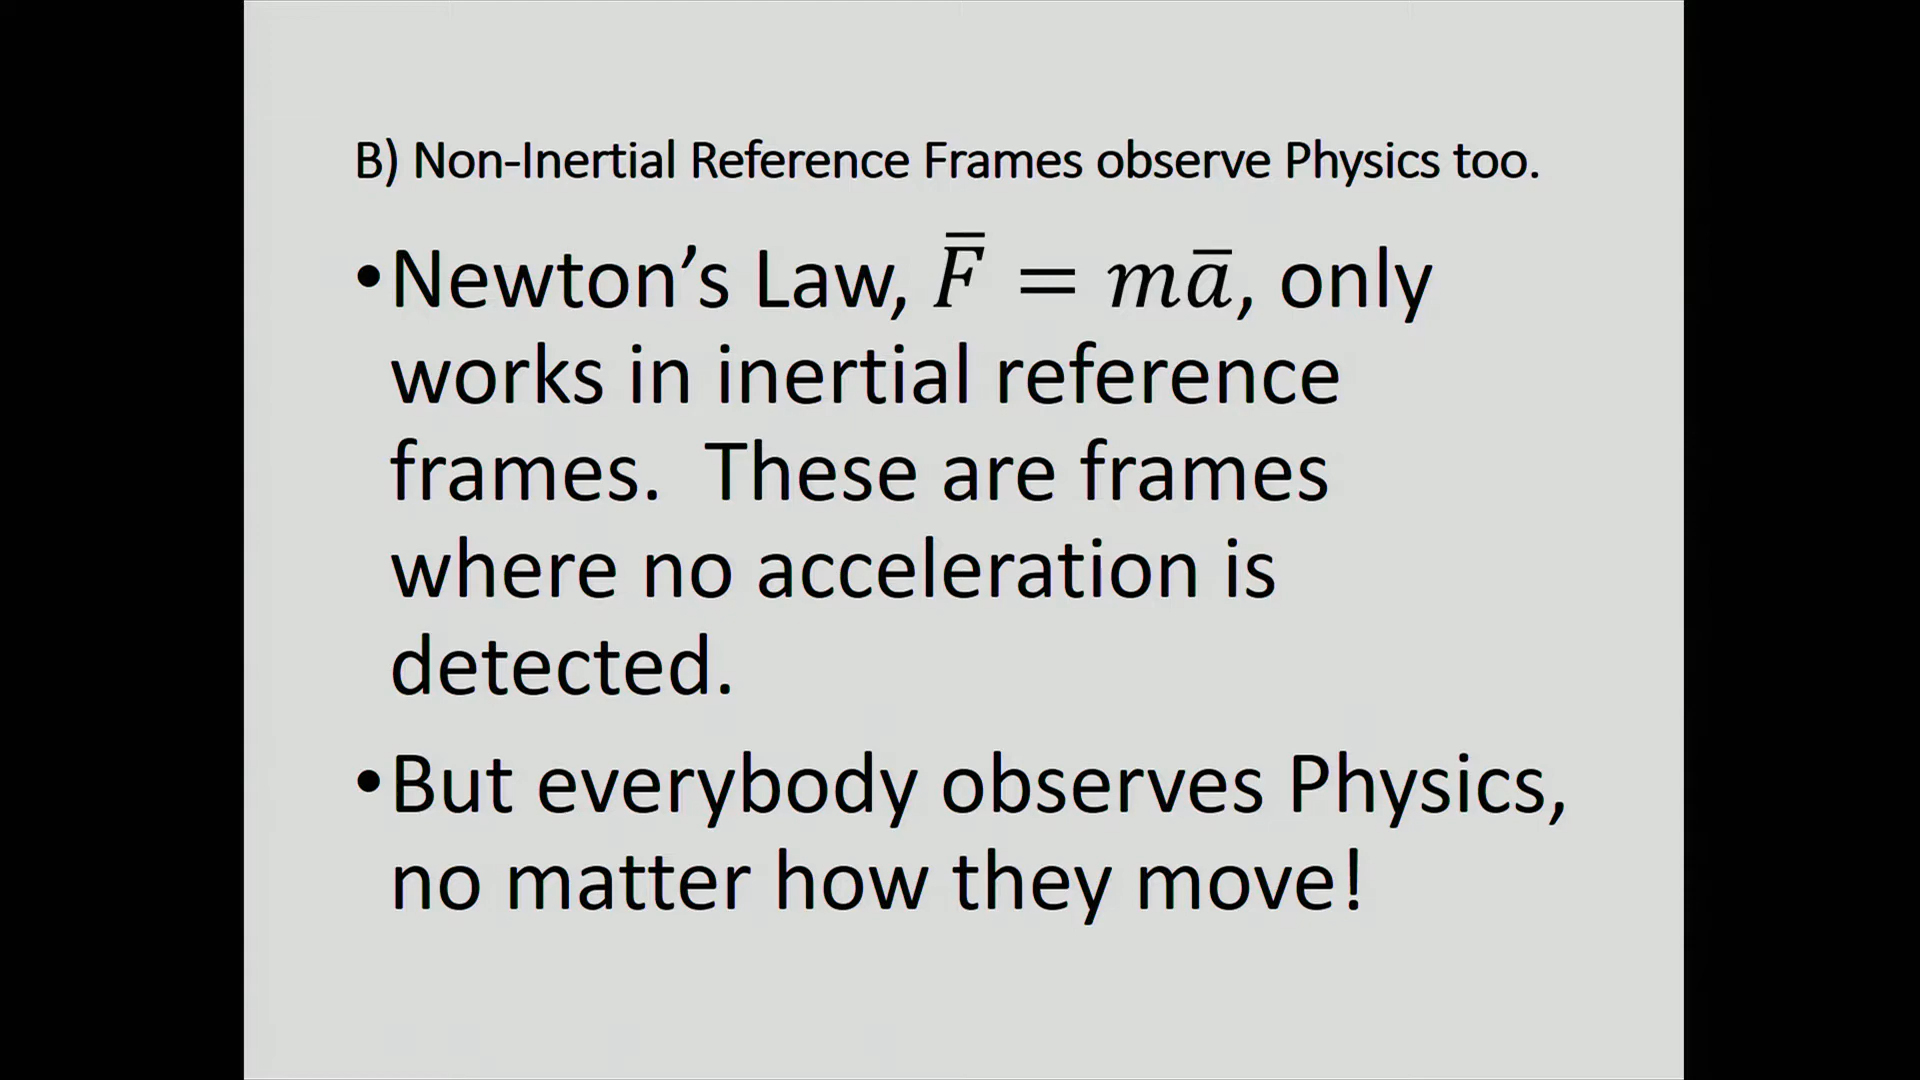 B) Non-Inertial Reference Frames observe Physics too.
•Newton’s Law, F̅ = ma̅, only
works in inertial reference
frames.  These are frames
where no acceleration is
detected.
•But everybody observes Physics,
no matter how they move!